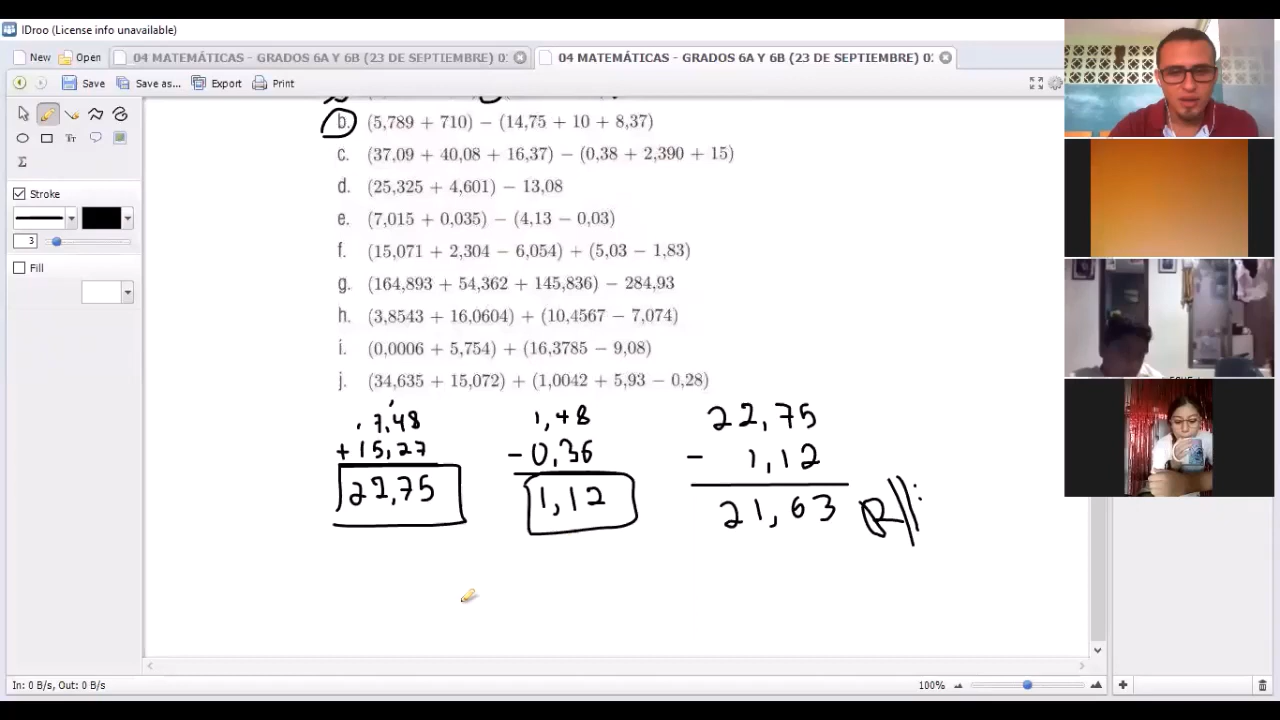 IDroo (License info unavailable)
New Open 04 MATEMÁTICAS - GRADOS 6A Y 6B (23 DE SEPTIEMBRE) 04 MATEMÁTICAS - GRADOS 6A Y 6B (23 DE SEPTIEMBRE)
Save Save as... Export Print
b. (5,789 + 710) − (14,75 + 10 + 8,37)
c. (37,09 + 40,08 + 16,37) − (0,38 + 2,390 + 15)
d. (25,325 + 4,601) − 13,08
e. (7,015 + 0,035) − (4,13 − 0,03)
f. (15,071 + 2,304 − 6,054) + (5,03 − 1,83)
g. (164,893 + 54,362 + 145,836) − 284,93
h. (3,8543 + 16,0604) + (10,4567 − 7,074)
i. (0,0006 + 5,754) + (16,3785 − 9,08)
j. (34,635 + 15,072) + (1,0042 + 5,93 − 0,28)
Tт
Σ
Stroke
3
Fill
7,48
+15,27
22,75
1,48
−0,36
1,12
22,75
− 1,12
21,63 R//
In: 0 B/s, Out: 0 B/s
100%